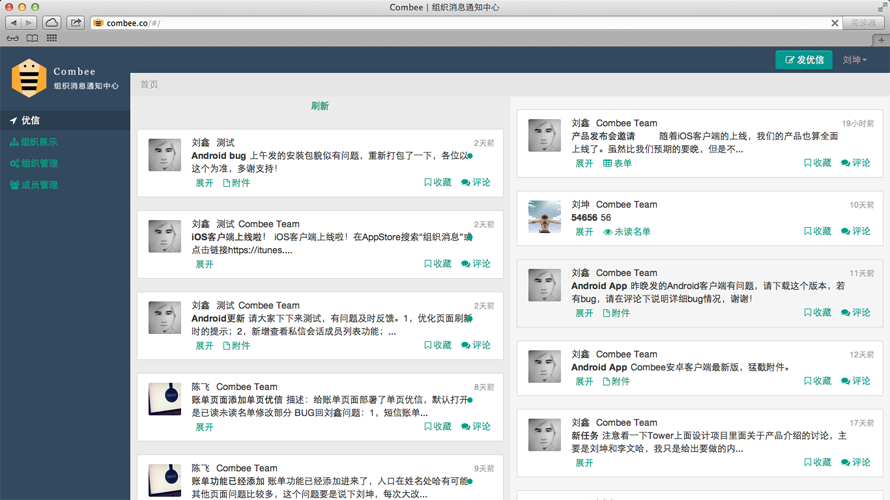 Combee | 组织消息通知中心
combee.co/#/
阅读器
Combee
组织消息通知中心
发优信
刘坤
优信
组织展示
组织管理
成员管理
首页
刷新
刘鑫 测试
2天前
Android bug 上午发的安装包貌似有问题，重新打包了一下，各位以
这个为准，多谢支持！
展开 附件 收藏 评论
刘鑫 测试 Combee Team
2天前
iOS客户端上线啦！ iOS客户端上线啦！在AppStore搜索“组织消息”或
点击链接https://itunes....
展开 收藏 评论
刘鑫 测试 Combee Team
2天前
Android更新 请大家下下来测试，有问题及时反馈。1，优化页面刷新
时的提示；2，新增查看私信会话成员列表功能；...
展开 附件 收藏 评论
陈飞 Combee Team
8天前
账单页面添加单页优信 描述：给账单页面部署了单页优信，默认打开
是已读未读名单修改部分 BUG回刘鑫问题：1，短信账单...
展开 收藏 评论
陈飞 Combee Team
9天前
账单功能已经添加 账单功能已经添加进来了，入口在姓名处哈有可能
其他页面问题比较多，这个问题要是说下刘坤，每次大改...
刘鑫 Combee Team
19小时前
产品发布会邀请 随着iOS客户端的上线，我们的产品也算全面
上线了。虽然比我们预期的要晚，但是不...
展开 表单 收藏 评论
刘坤 Combee Team
10天前
54656 56
展开 未读名单 收藏 评论
刘鑫 Combee Team
11天前
Android App 昨晚发的Android客户端有问题，请下载这个版本，若
有bug，请在评论下说明详细bug情况，谢谢！
展开 附件 收藏 评论
刘鑫 Combee Team
12天前
Android App Combee安卓客户端最新版，猛戳附件。
展开 附件 收藏 评论
刘鑫 Combee Team
17天前
新任务 注意看一下Tower上面设计项目里面关于产品介绍的讨论，主
要是刘坤和李文哈，我只是给出要做的内...
展开 收藏 评论